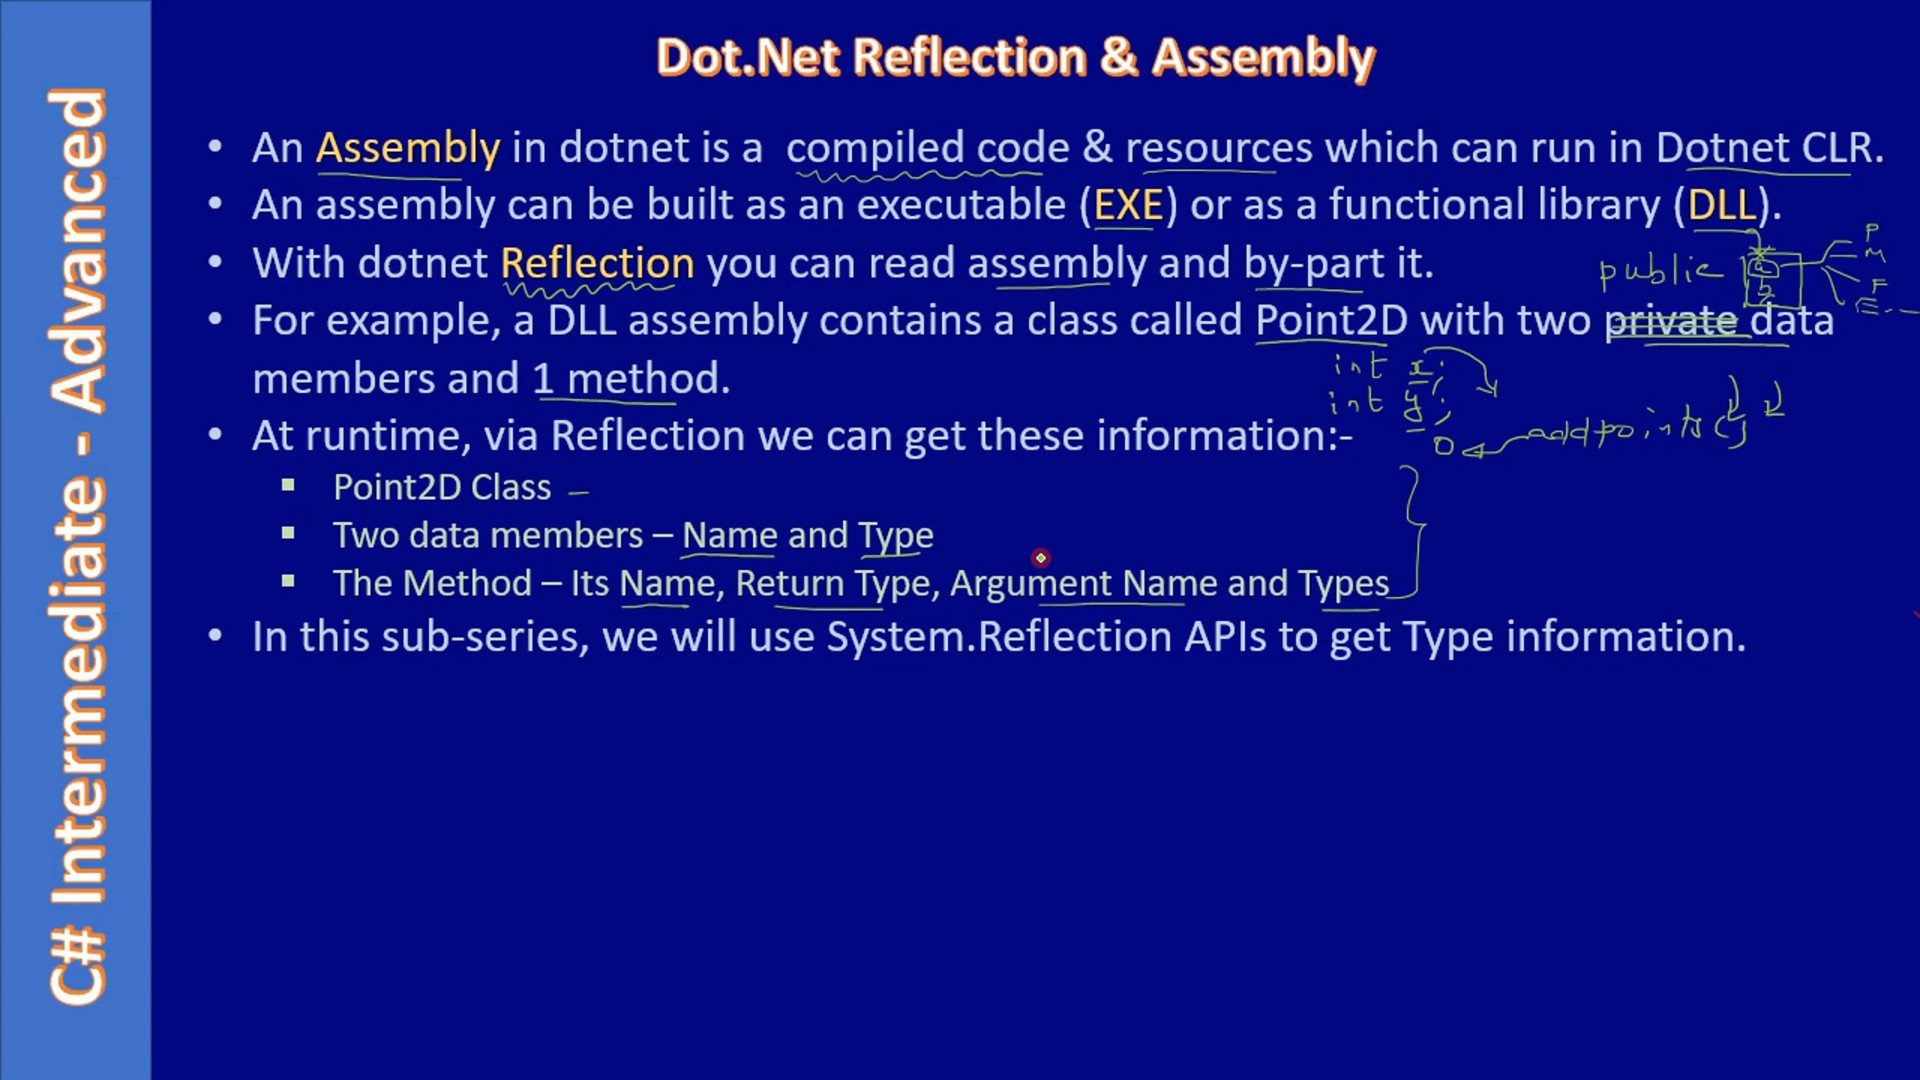 C# Intermediate - Advanced
Dot.Net Reflection & Assembly
• An Assembly in dotnet is a compiled code & resources which can run in Dotnet CLR.
• An assembly can be built as an executable (EXE) or as a functional library (DLL).
• With dotnet Reflection you can read assembly and by-part it.
public
P
M
F
E
• For example, a DLL assembly contains a class called Point2D with two private data
members and 1 method.
int x;
int y;
addpoints()
• At runtime, via Reflection we can get these information:-
▪ Point2D Class
▪ Two data members – Name and Type
▪ The Method – Its Name, Return Type, Argument Name and Types
• In this sub-series, we will use System.Reflection APIs to get Type information.